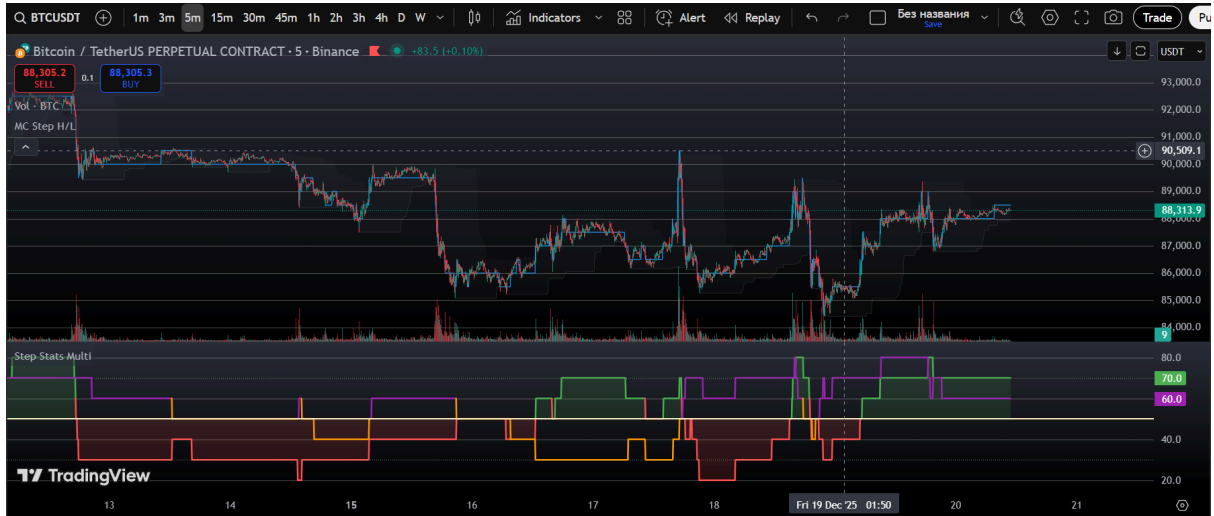 BTCUSDT 1m 3m 5m 15m 30m 45m 1h 2h 3h 4h D W Indicators Alert Replay Без названия Trade Pu
Save
Bitcoin / TetherUS PERPETUAL CONTRACT · 5 · Binance +83.5 (+0.10%) USDT
88,305.2 0.1 88,305.3
SELL BUY
93,000.0
Vol · BTC
92,000.0
MC Step H/L
91,000.0
90,509.1
90,000.0
89,000.0
88,313.9
88,000.0
87,000.0
86,000.0
85,000.0
84,000.0
9
Step Stats Multi
80.0
70.0
60.0
40.0
TradingView
20.0
13 14 15 16 17 18 Fri 19 Dec '25 01:50 20 21